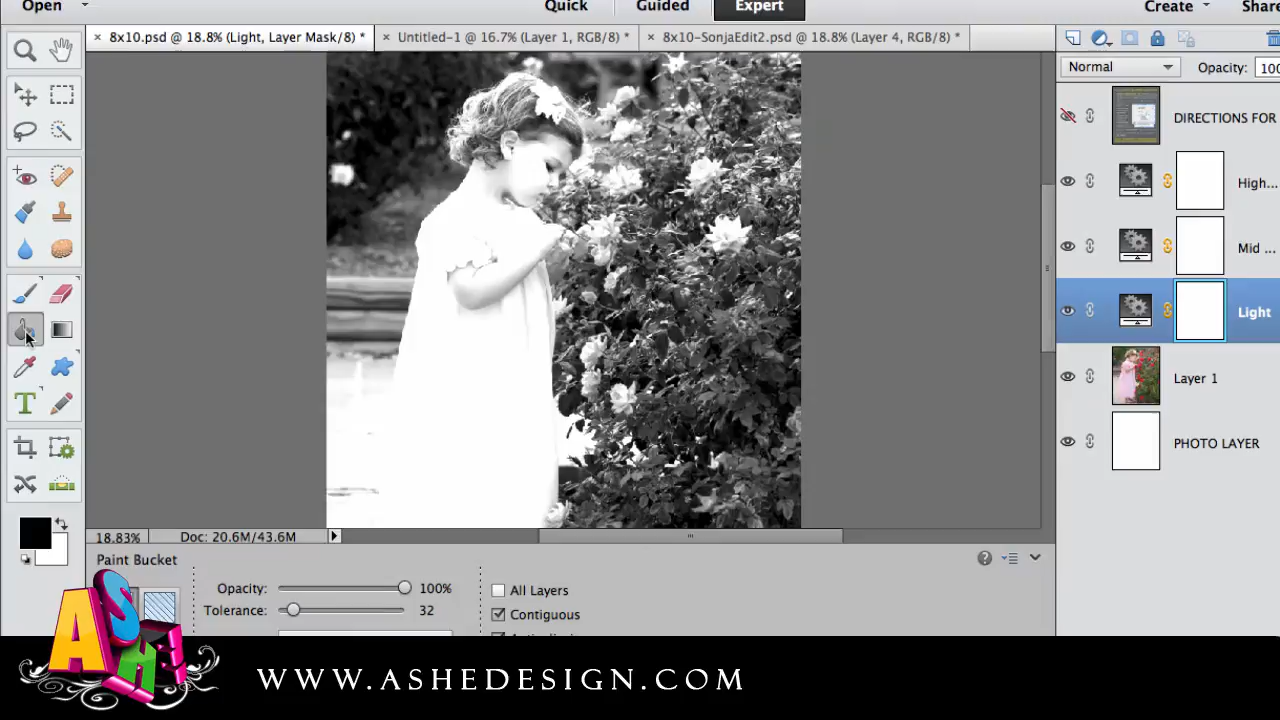 Open Quick Guided Expert Create Share
× 8x10.psd @ 18.8% (Light, Layer Mask/8) * × Untitled-1 @ 16.7% (Layer 1, RGB/8) * × 8x10-SonjaEdit2.psd @ 18.8% (Layer 4, RGB/8) *
Normal Opacity: 100
DIRECTIONS FOR
High...
Mid ...
Light
Layer 1
PHOTO LAYER
T
18.83% Doc: 20.6M/43.6M
Paint Bucket
Opacity: 100% All Layers
Tolerance: 32 Contiguous
ASH
WWW.ASHEDESIGN.COM